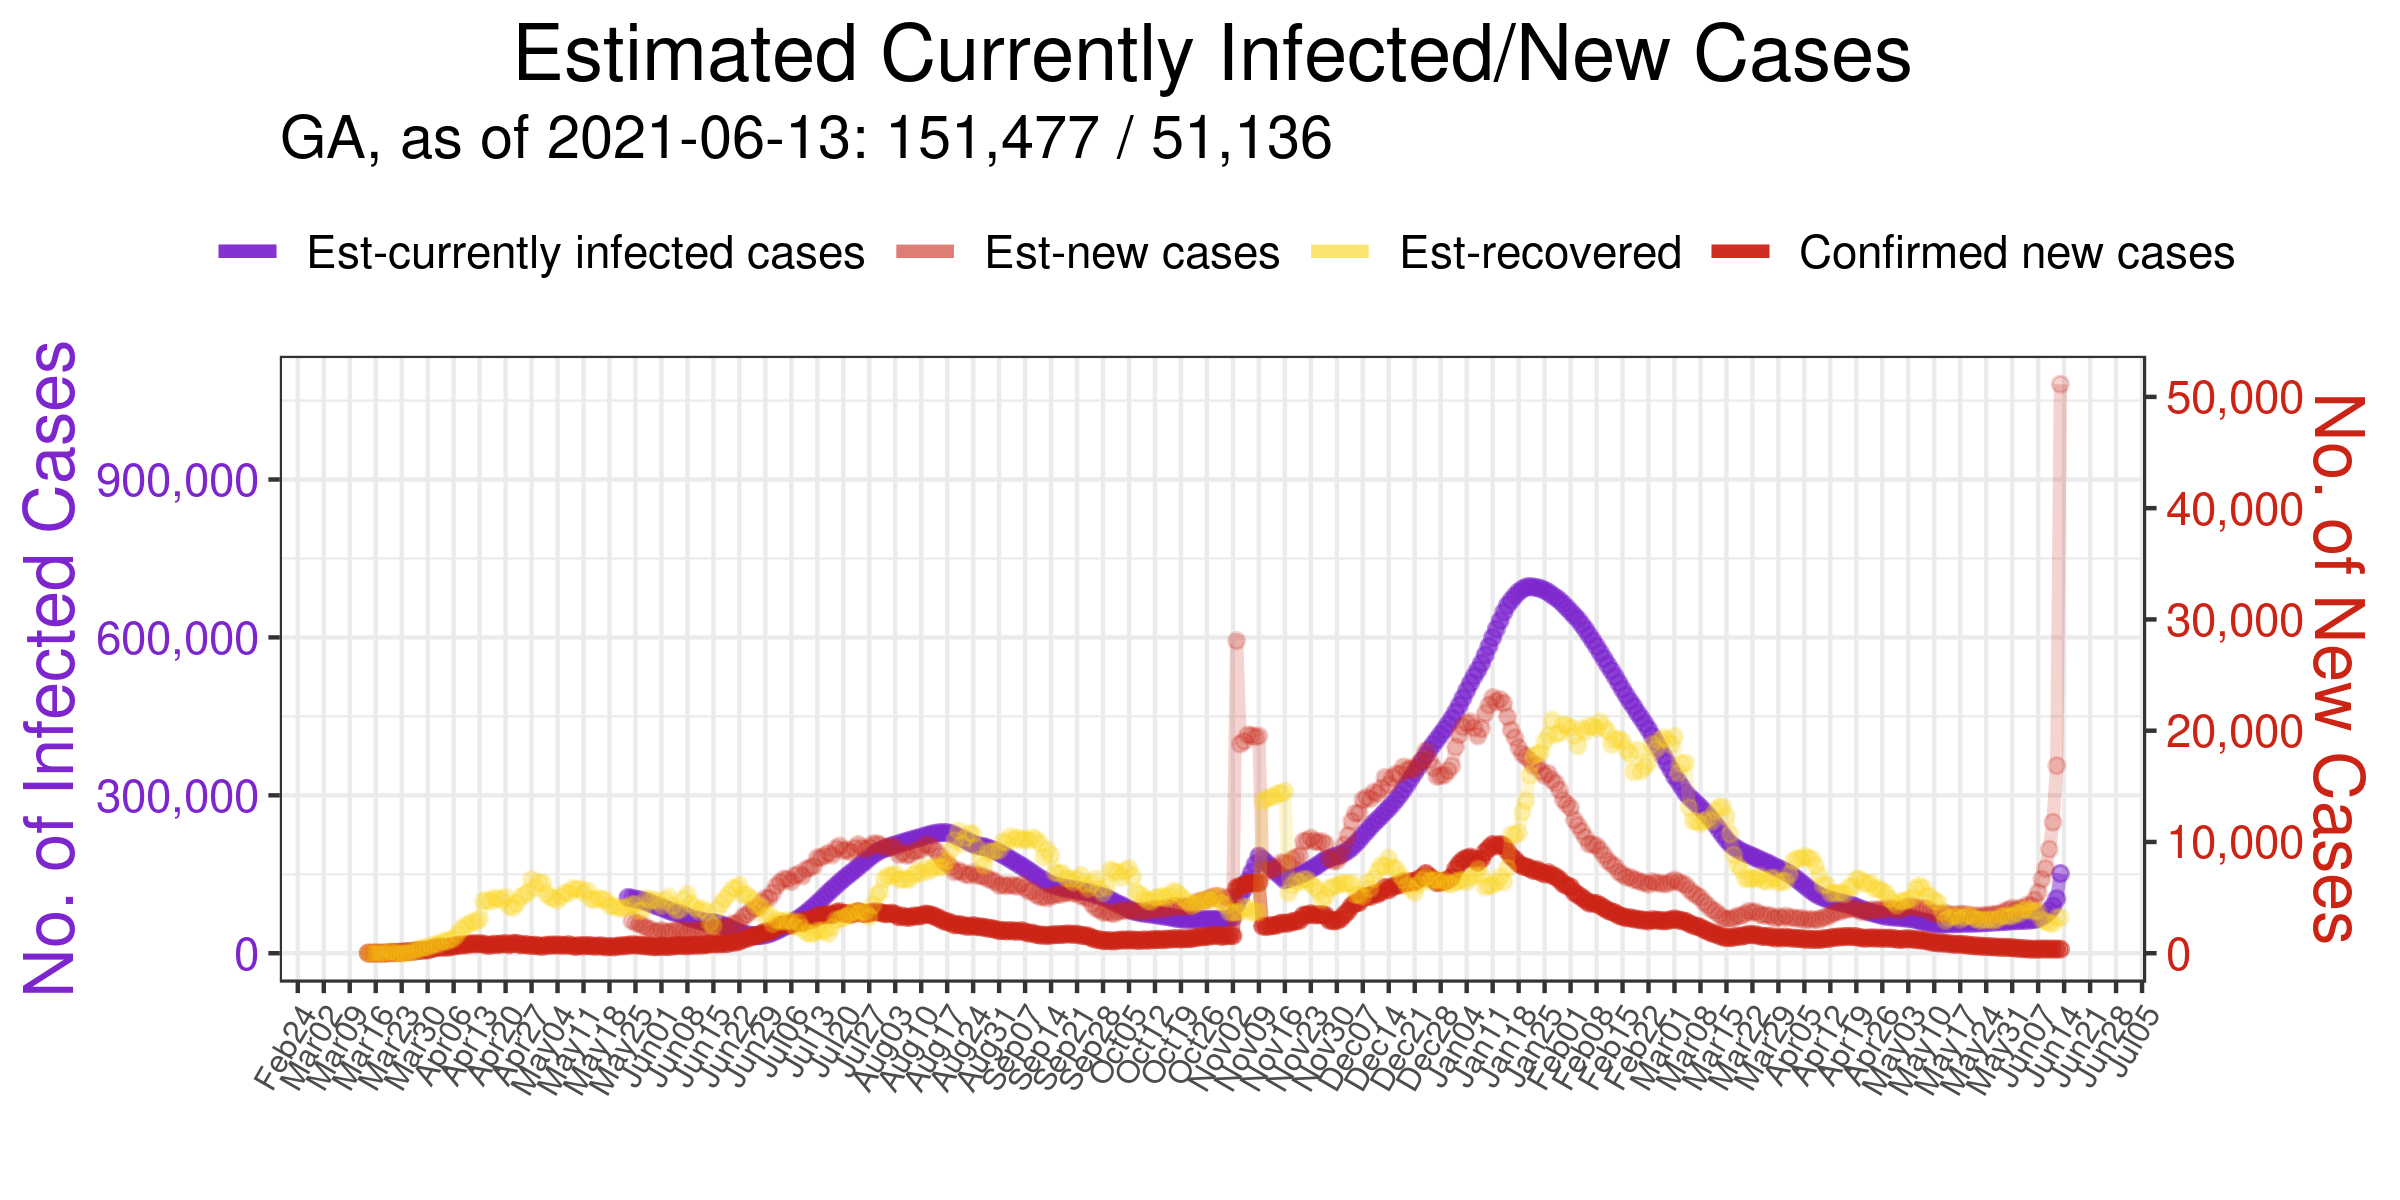 Estimated Currently Infected/New Cases
GA, as of 2021-06-13: 151,477 / 51,136
Est-currently infected cases
Est-new cases
Est-recovered
Confirmed new cases
No. of Infected Cases
900,000
600,000
300,000
0
50,000
40,000
30,000
20,000
10,000
0
No. of New Cases
Feb24
Mar02
Mar09
Mar16
Mar23
Mar30
Apr06
Apr13
Apr20
Apr27
May04
May11
May18
May25
Jun01
Jun08
Jun15
Jun22
Jun29
Jul06
Jul13
Jul20
Jul27
Aug03
Aug10
Aug17
Aug24
Aug31
Sep07
Sep14
Sep21
Sep28
Oct05
Oct12
Oct19
Oct26
Nov02
Nov09
Nov16
Nov23
Nov30
Dec07
Dec14
Dec21
Dec28
Jan04
Jan11
Jan18
Jan25
Feb01
Feb08
Feb15
Feb22
Mar01
Mar08
Mar15
Mar22
Mar29
Apr05
Apr12
Apr19
Apr26
May03
May10
May17
May24
May31
Jun07
Jun14
Jun21
Jun28
Jul05